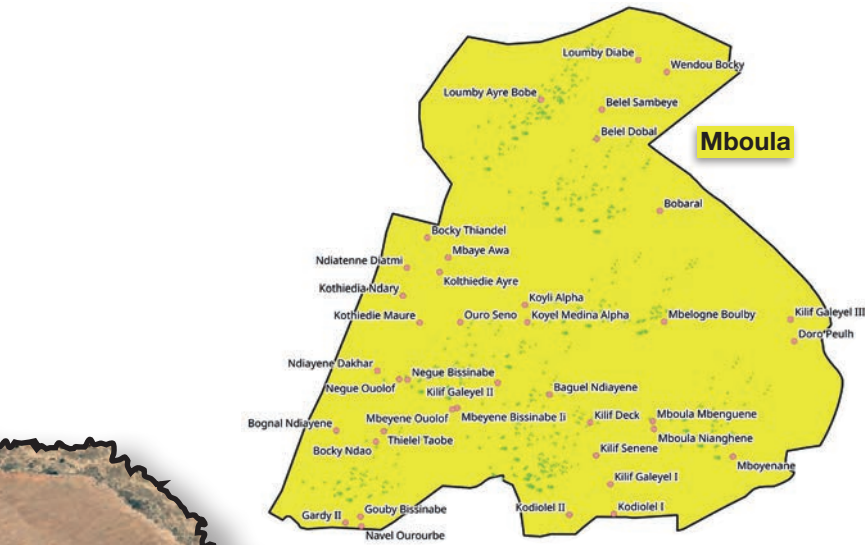 Loumby Diabe
Wendou Bocky
Loumby Ayre Bobe
Belel Sambeye
Belel Dobal
Mboula
Bobaral
Bocky Thiandel
Mbaye Awa
Ndiatenne Diatmi
Kolthiedie Ayre
Kothiedia Ndary
Koyli Alpha
Kothiedie Maure
Ouro Seno
Koyel Medina Alpha
Mbelogne Boulby
Kilif Galeyel III
Doro Peulh
Ndiayene Dakhar
Negue Bissinabe
Negue Ouolof
Kilif Galeyel II
Baguel Ndiayene
Bognal Ndiayene
Mbeyene Ouolof
Mbeyene Bissinabe Ii
Kilif Deck
Mboula Mbenguene
Mboula Nianghene
Bocky Ndao
Thielel Taobe
Kilif Senene
Mboyenane
Kilif Galeyel I
Gardy II
Gouby Bissinabe
Kodiolel II
Kodiolel I
Navel Ourourbe